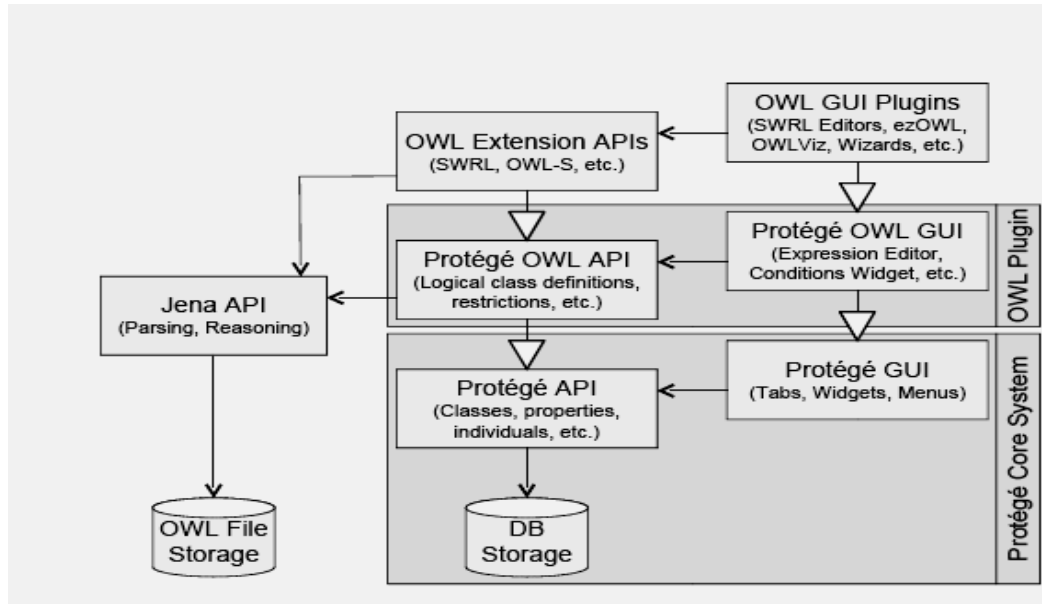 OWL GUI Plugins
(SWRL Editors, ezOWL,
OWLViz, Wizards, etc.)
OWL Extension APIs
(SWRL, OWL-S, etc.)
Protégé OWL API
(Logical class definitions,
restrictions, etc.)
Protégé OWL GUI
(Expression Editor,
Conditions Widget, etc.)
OWL Plugin
Jena API
(Parsing, Reasoning)
Protégé API
(Classes, properties,
individuals, etc.)
Protégé GUI
(Tabs, Widgets, Menus)
Protégé Core System
OWL File
Storage
DB
Storage